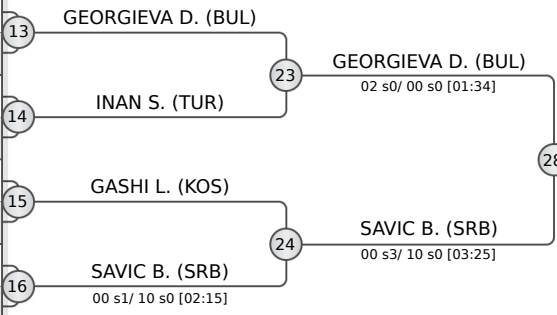 GEORGIEVA D. (BUL)
13
23
GEORGIEVA D. (BUL)
02 s0/ 00 s0 [01:34]
INAN S. (TUR)
14
28
GASHI L. (KOS)
15
24
SAVIC B. (SRB)
00 s3/ 10 s0 [03:25]
SAVIC B. (SRB)
16
00 s1/ 10 s0 [02:15]